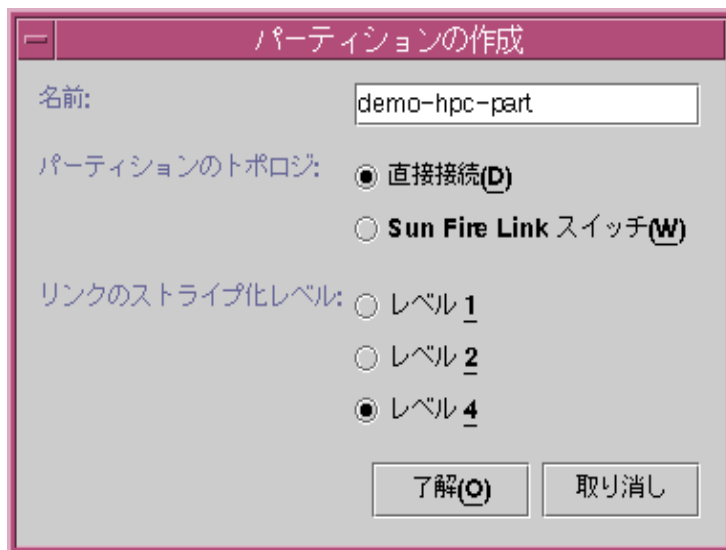 パーティションの作成
名前: demo-hpc-part
パーティションのトポロジ: 直接接続(D)
Sun Fire Link スイッチ(W)
リンクのストライプ化レベル: レベル 1
レベル 2
レベル 4
了解(O) 取り消し